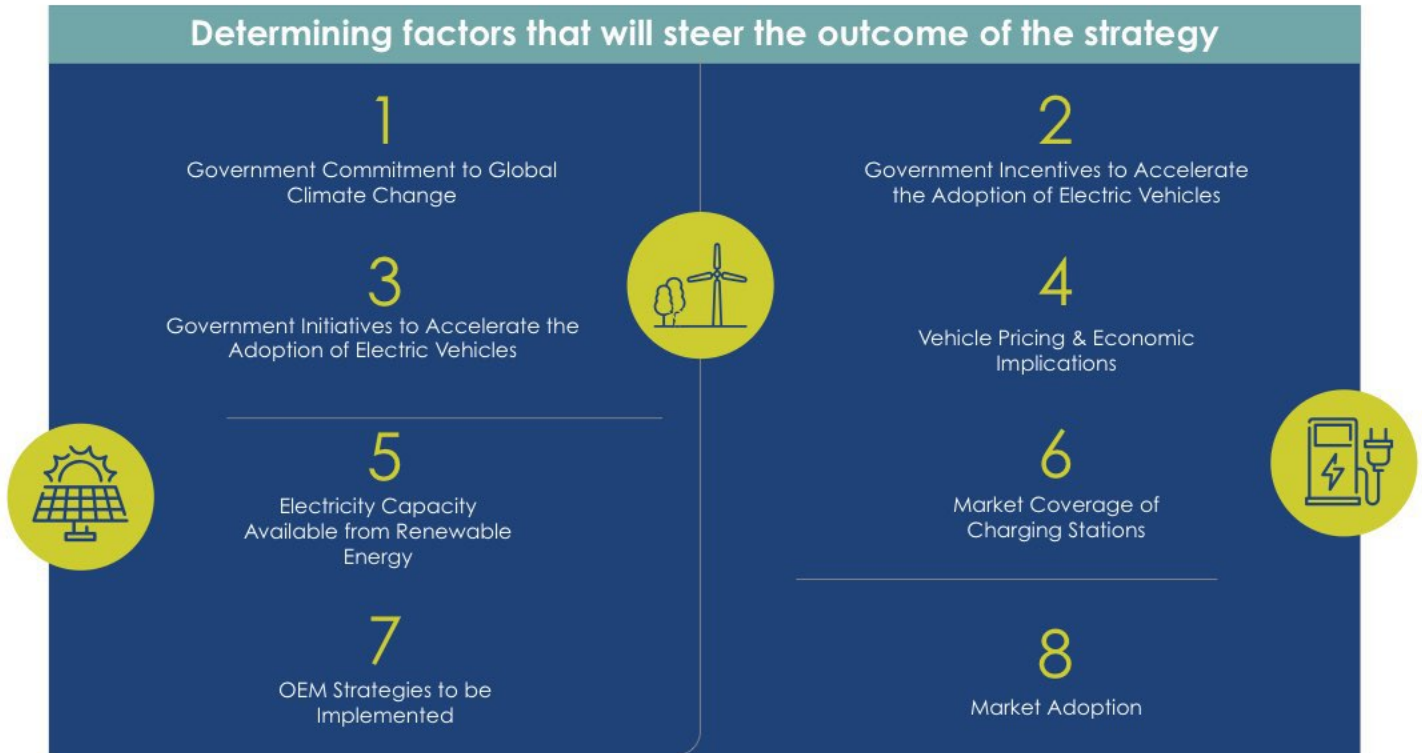 Determining factors that will steer the outcome of the strategy
1
Government Commitment to Global
Climate Change
2
Government Incentives to Accelerate
the Adoption of Electric Vehicles
3
Government Initiatives to Accelerate the
Adoption of Electric Vehicles
4
Vehicle Pricing & Economic
Implications
5
Electricity Capacity
Available from Renewable
Energy
6
Market Coverage of
Charging Stations
7
OEM Strategies to be
Implemented
8
Market Adoption